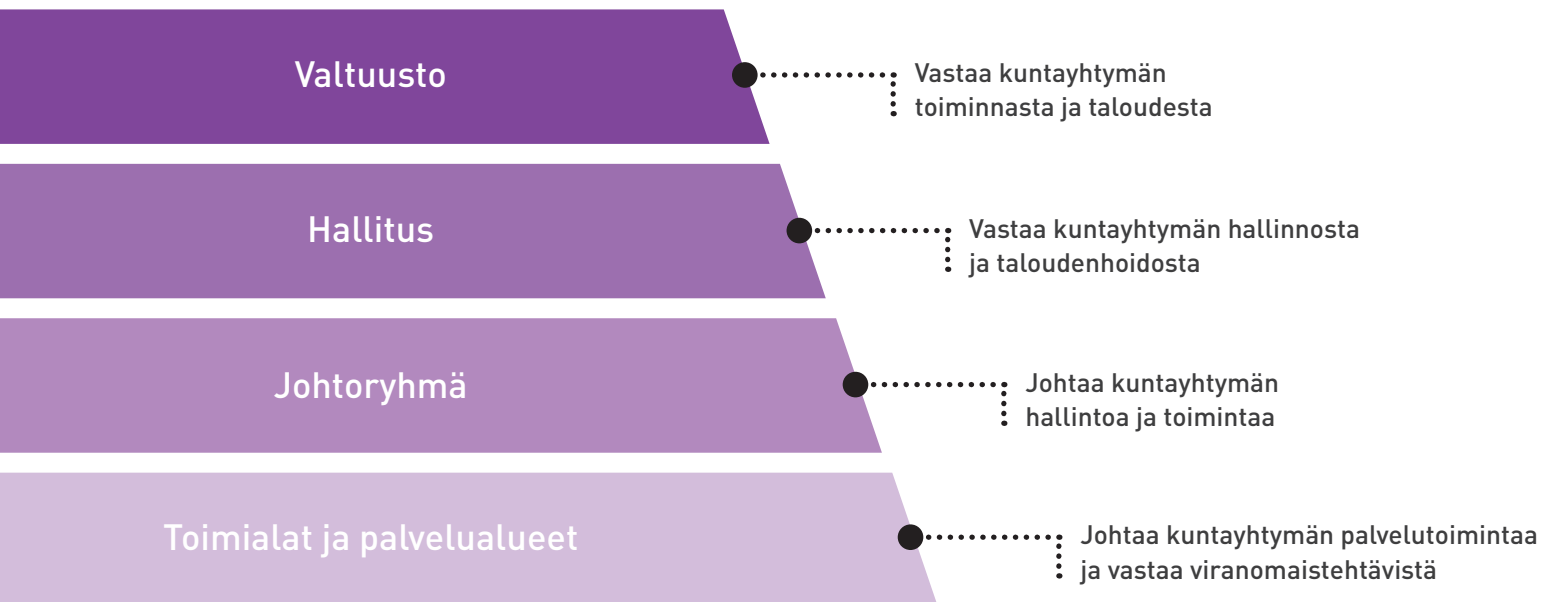 Valtuusto
Vastaa kuntayhtymän
toiminnasta ja taloudesta
Hallitus
Vastaa kuntayhtymän hallinnosta
ja taloudenhoidosta
Johtoryhmä
Johtaa kuntayhtymän
hallintoa ja toimintaa
Toimialat ja palvelualueet
Johtaa kuntayhtymän palvelutoimintaa
ja vastaa viranomaistehtävistä